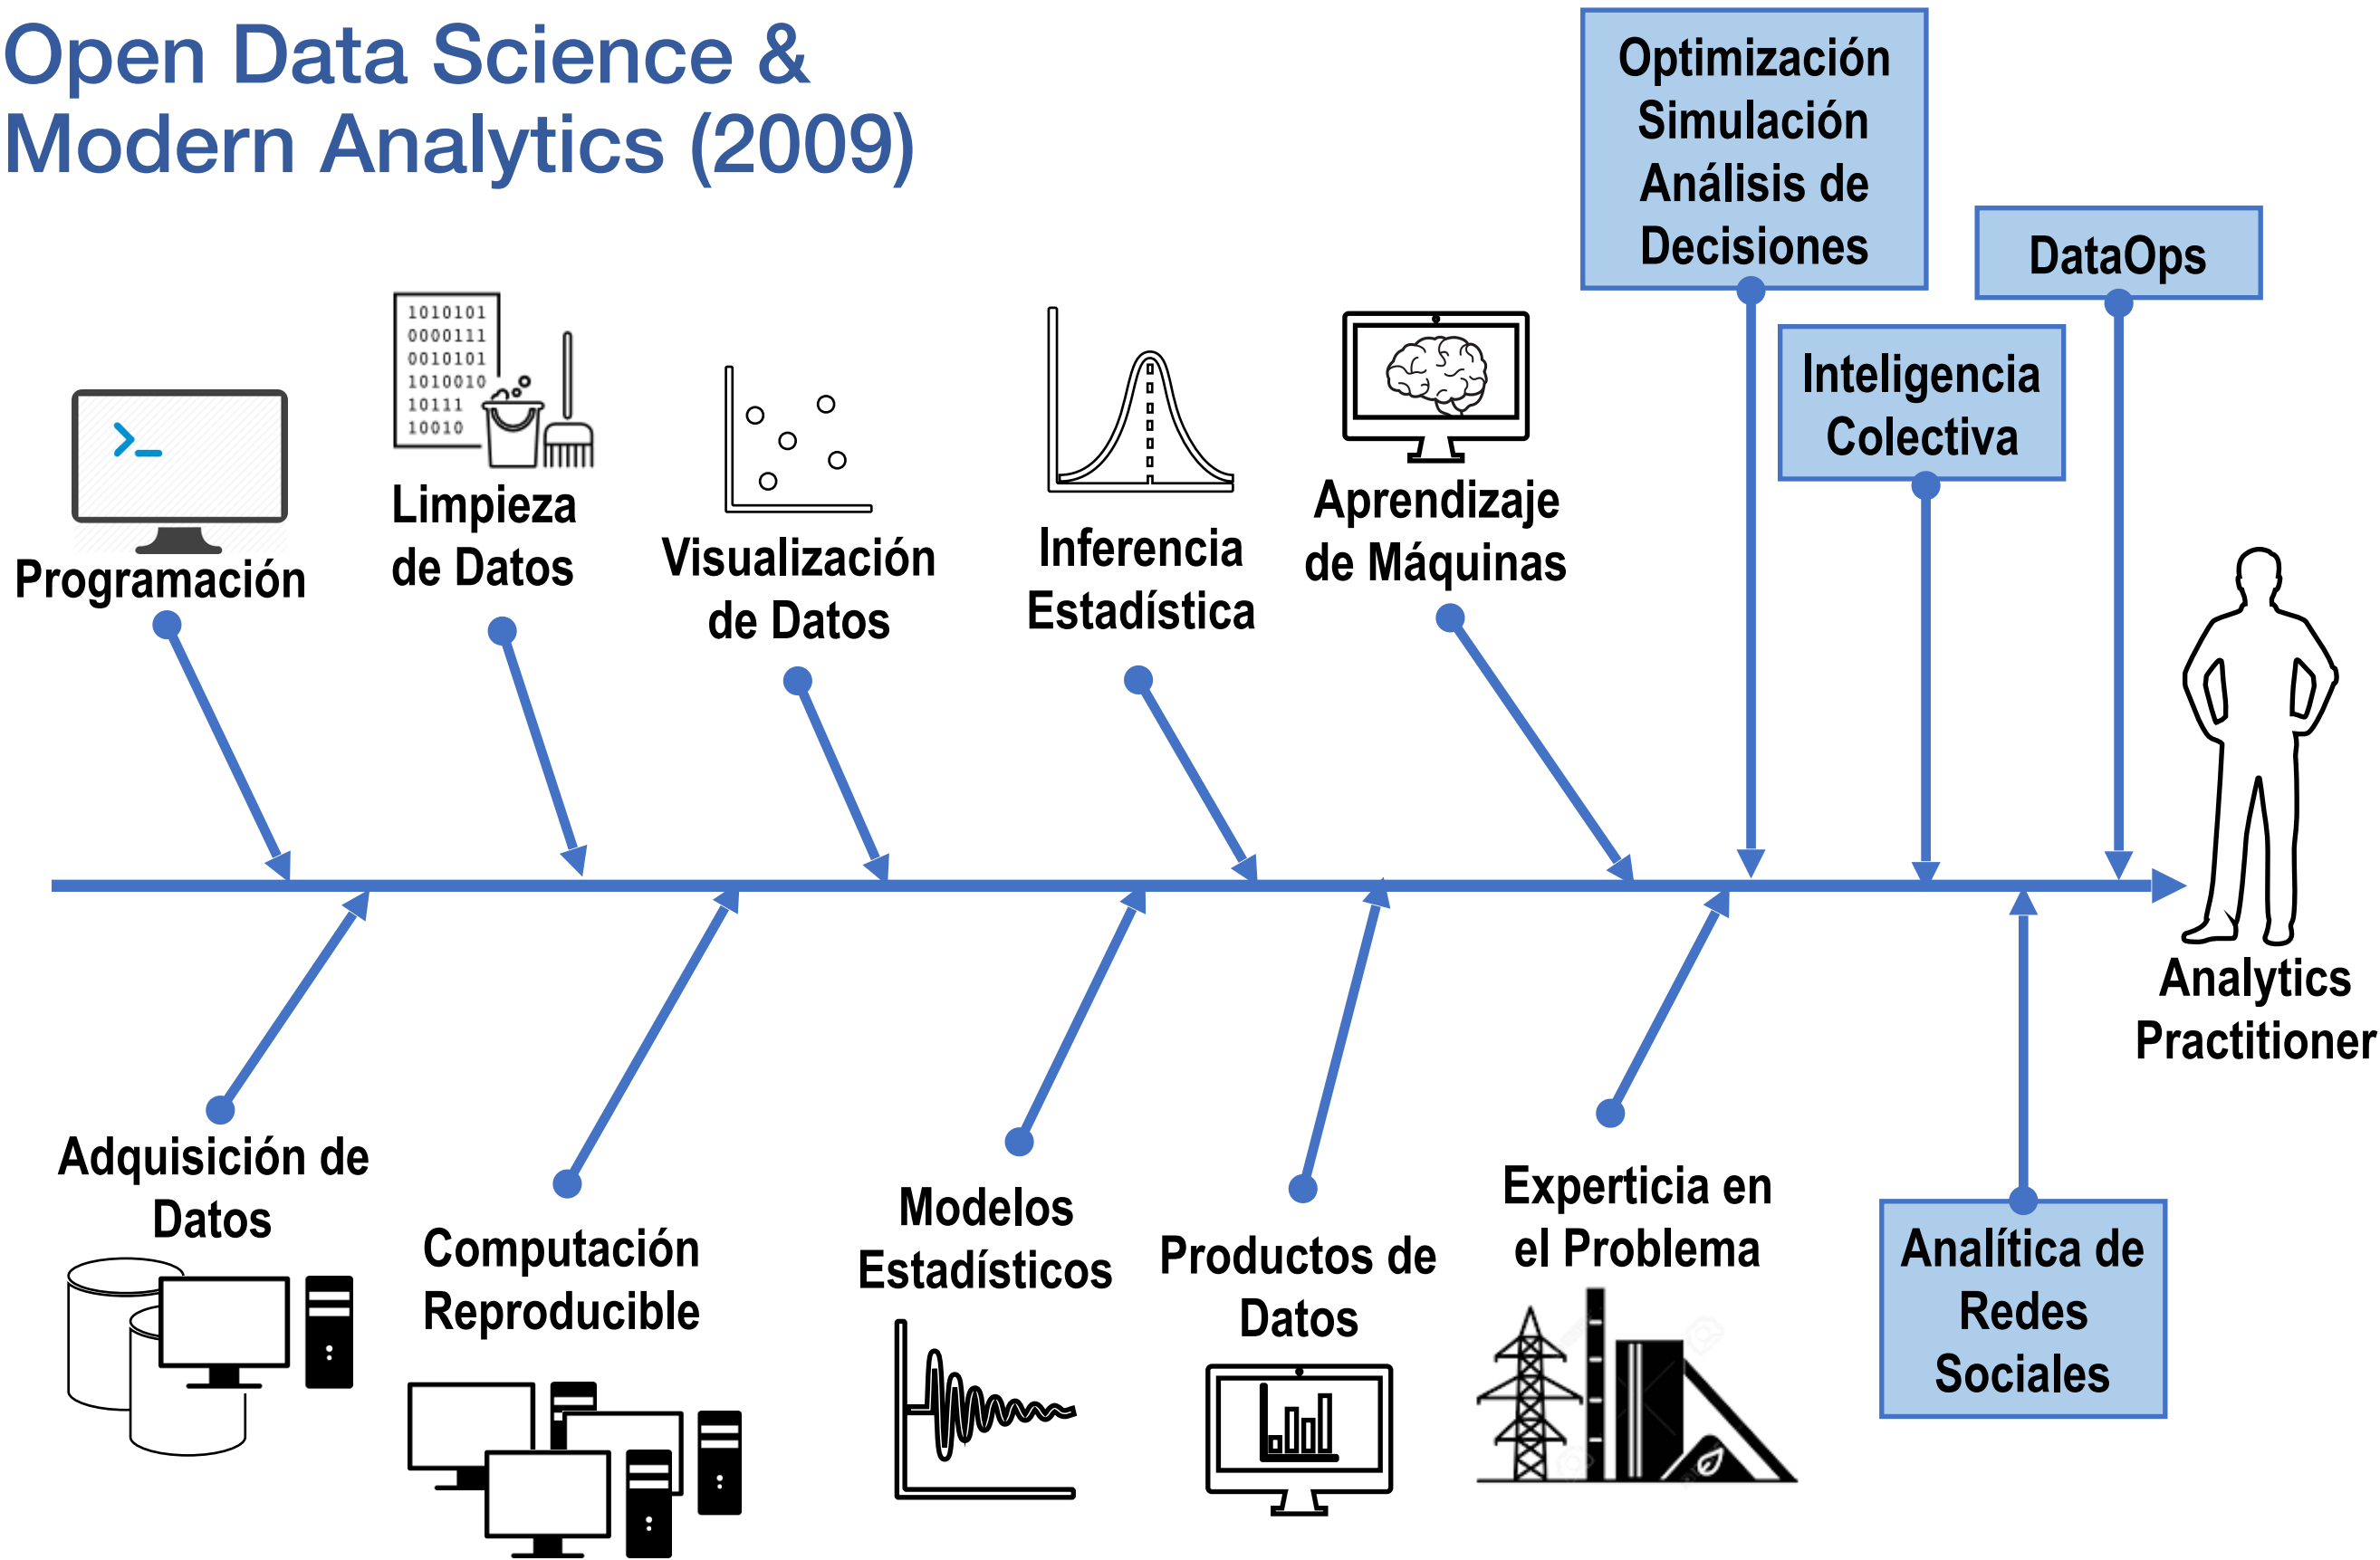 Open Data Science &
Modern Analytics (2009)
Optimización
Simulación
Análisis de
Decisiones
DataOps
Inteligencia
Colectiva
1010101
0000111
0010101
1010010
10111
10010
>_
Programación
Limpieza
de Datos
Visualización
de Datos
Inferencia
Estadística
Aprendizaje
de Máquinas
Analytics
Practitioner
Adquisición de
Datos
Computación
Reproducible
Modelos
Estadísticos
Productos de
Datos
Experticia en
el Problema
Analítica de
Redes
Sociales